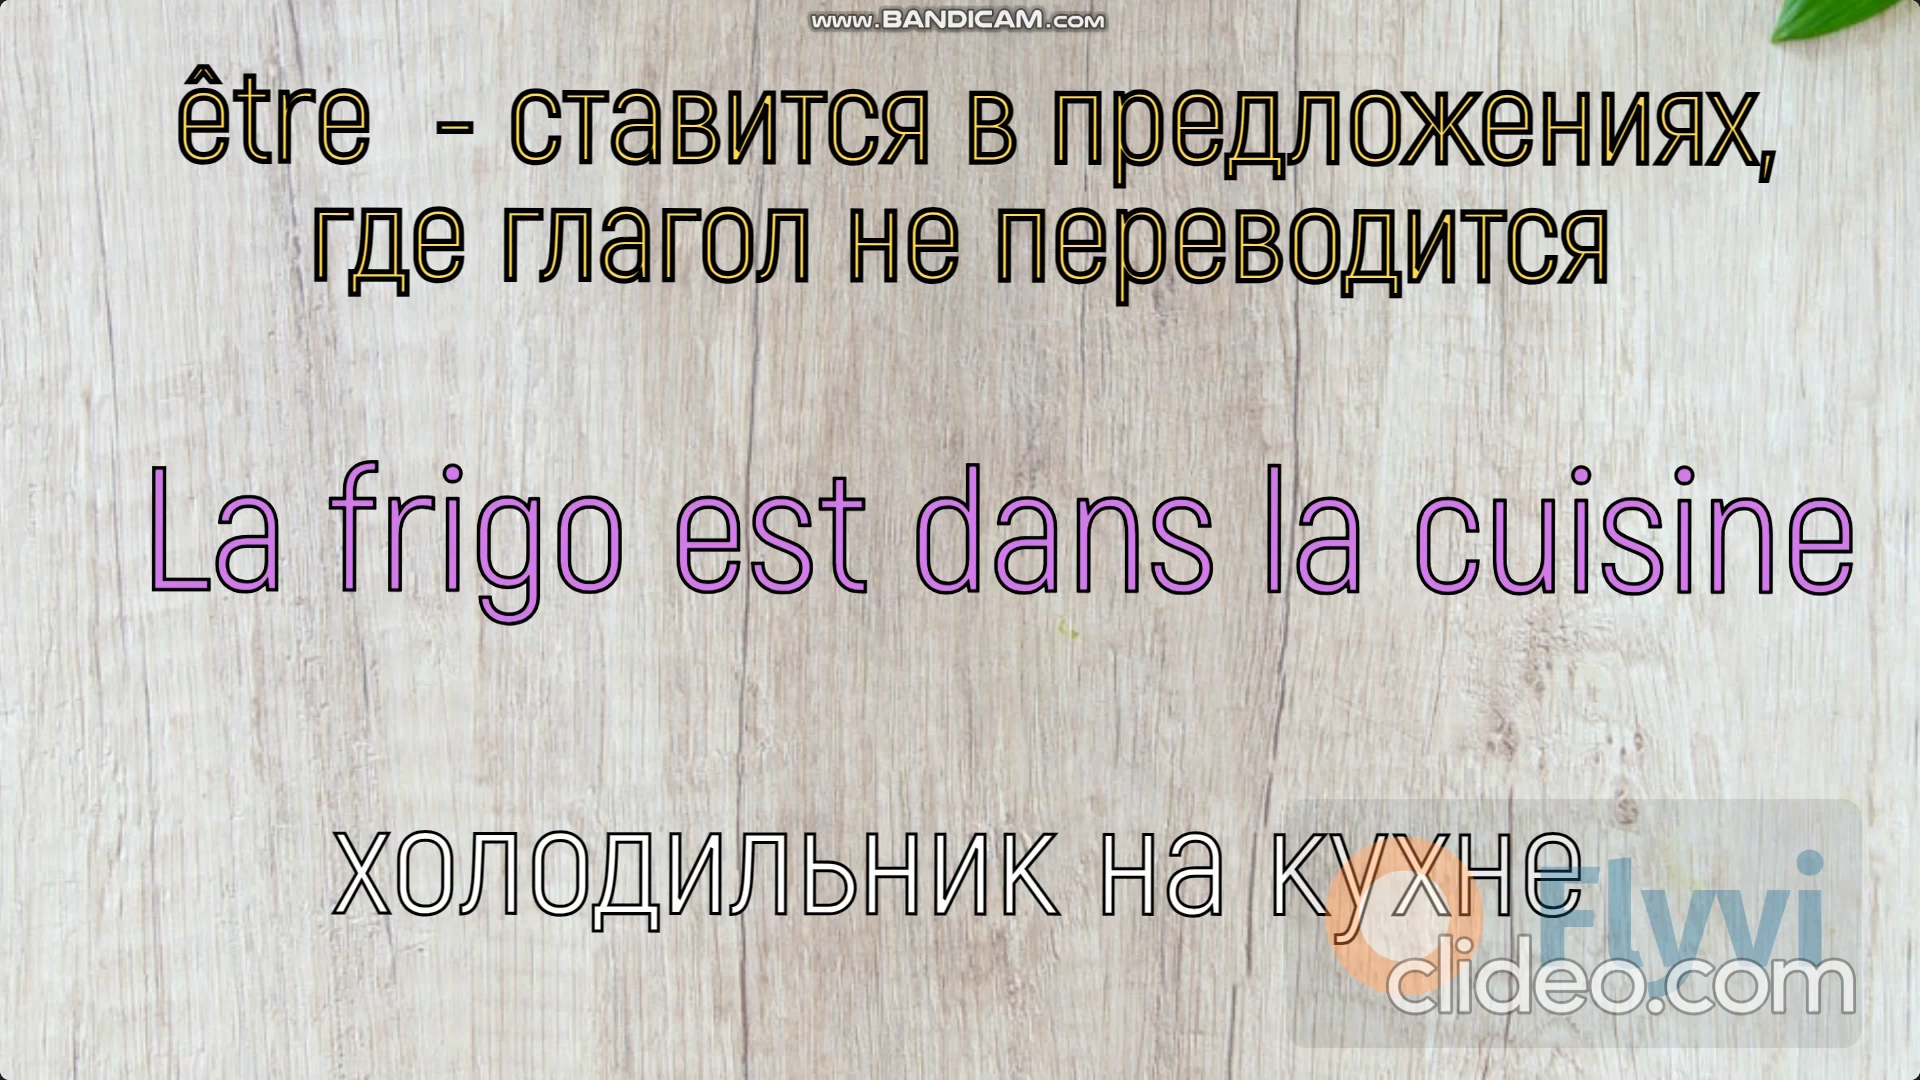 www.BANDICAM.com
être - ставится в предложениях,
где глагол не переводится
La frigo est dans la cuisine
холодильник на кухне
Flyvi
clideo.com